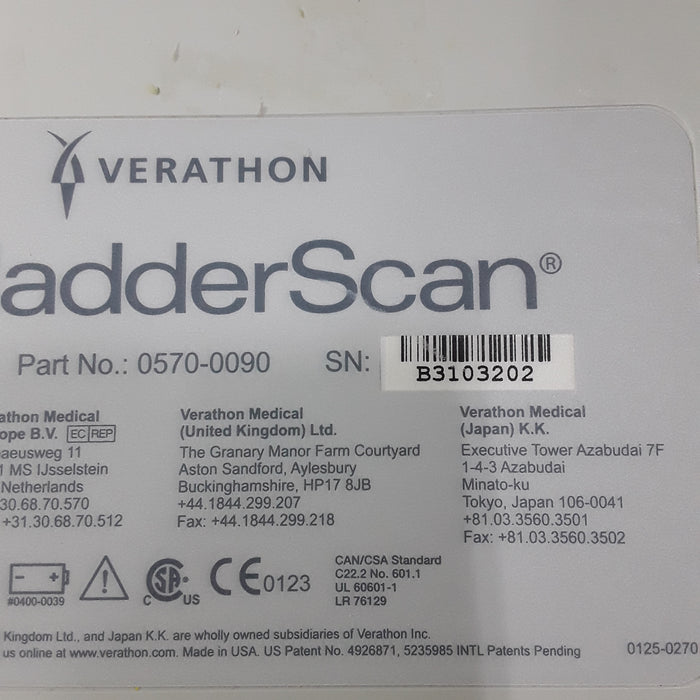 VERATHON
adderScan®
Part No.: 0570-0090 SN: B3103202
athon Medical
ope B.V. EC REP
aeusweg 11
1 MS IJsselstein
Netherlands
30.68.70.570
+31.30.68.70.512
Verathon Medical
(United Kingdom) Ltd.
The Granary Manor Farm Courtyard
Aston Sandford, Aylesbury
Buckinghamshire, HP17 8JB
+44.1844.299.207
Fax: +44.1844.299.218
Verathon Medical
(Japan) K.K.
Executive Tower Azabudai 7F
1-4-3 Azabudai
Minato-ku
Tokyo, Japan 106-0041
+81.03.3560.3501
Fax: +81.03.3560.3502
#0400-0039
C SA US
CE 0123
CAN/CSA Standard
C22.2 No. 601.1
UL 60601-1
LR 76129
Kingdom Ltd., and Japan K.K. are wholly owned subsidiaries of Verathon Inc.
us online at www.verathon.com. Made in USA. US Patent No. 4926871, 5235985 INTL Patents Pending 0125-0270